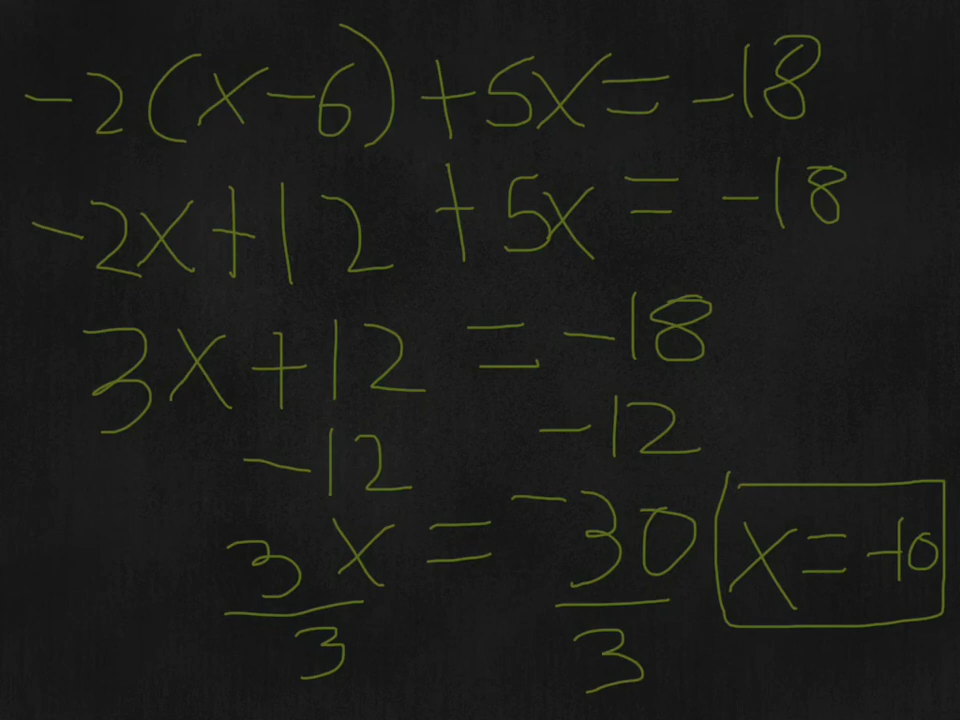 -2(x-6)+5x=-18
-2x+12+5x=-18
3x+12=-18
-12 -12
3x=-30
3 3
x=-10